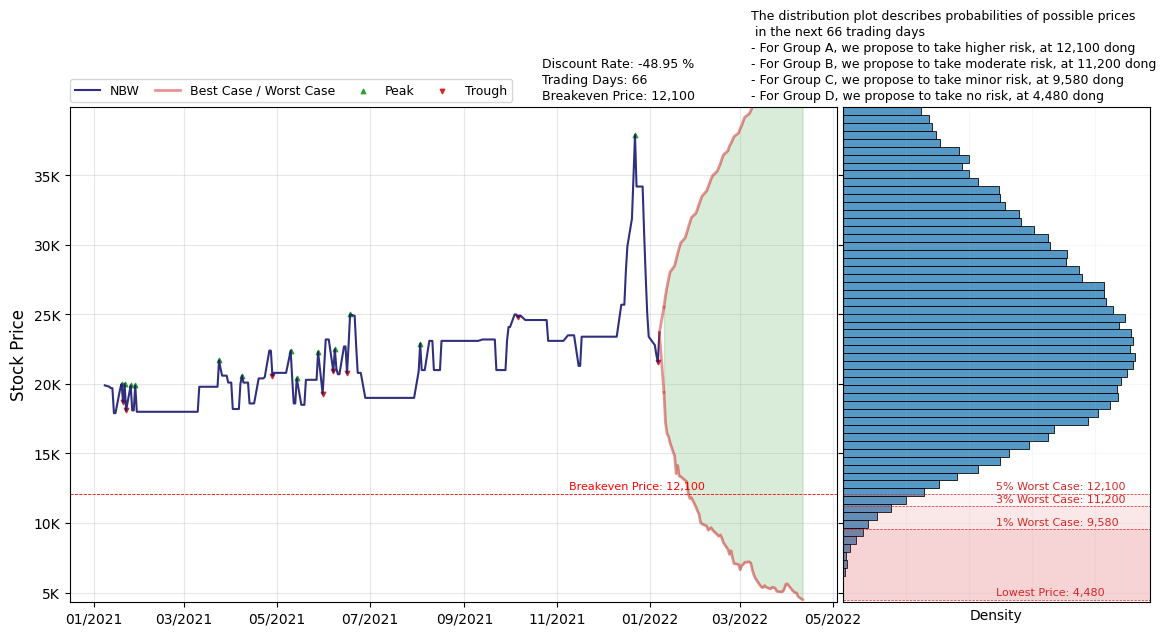 The distribution plot describes probabilities of possible prices
in the next 66 trading days
- For Group A, we propose to take higher risk, at 12,100 dong
- For Group B, we propose to take moderate risk, at 11,200 dong
- For Group C, we propose to take minor risk, at 9,580 dong
- For Group D, we propose to take no risk, at 4,480 dong
Discount Rate: -48.95 %
Trading Days: 66
Breakeven Price: 12,100
NBW Best Case / Worst Case Peak Trough
Stock Price
35K
30K
25K
20K
15K
10K
5K
Breakeven Price: 12,100
5% Worst Case: 12,100
3% Worst Case: 11,200
1% Worst Case: 9,580
Lowest Price: 4,480
01/2021 03/2021 05/2021 07/2021 09/2021 11/2021 01/2022 03/2022 05/2022
Density